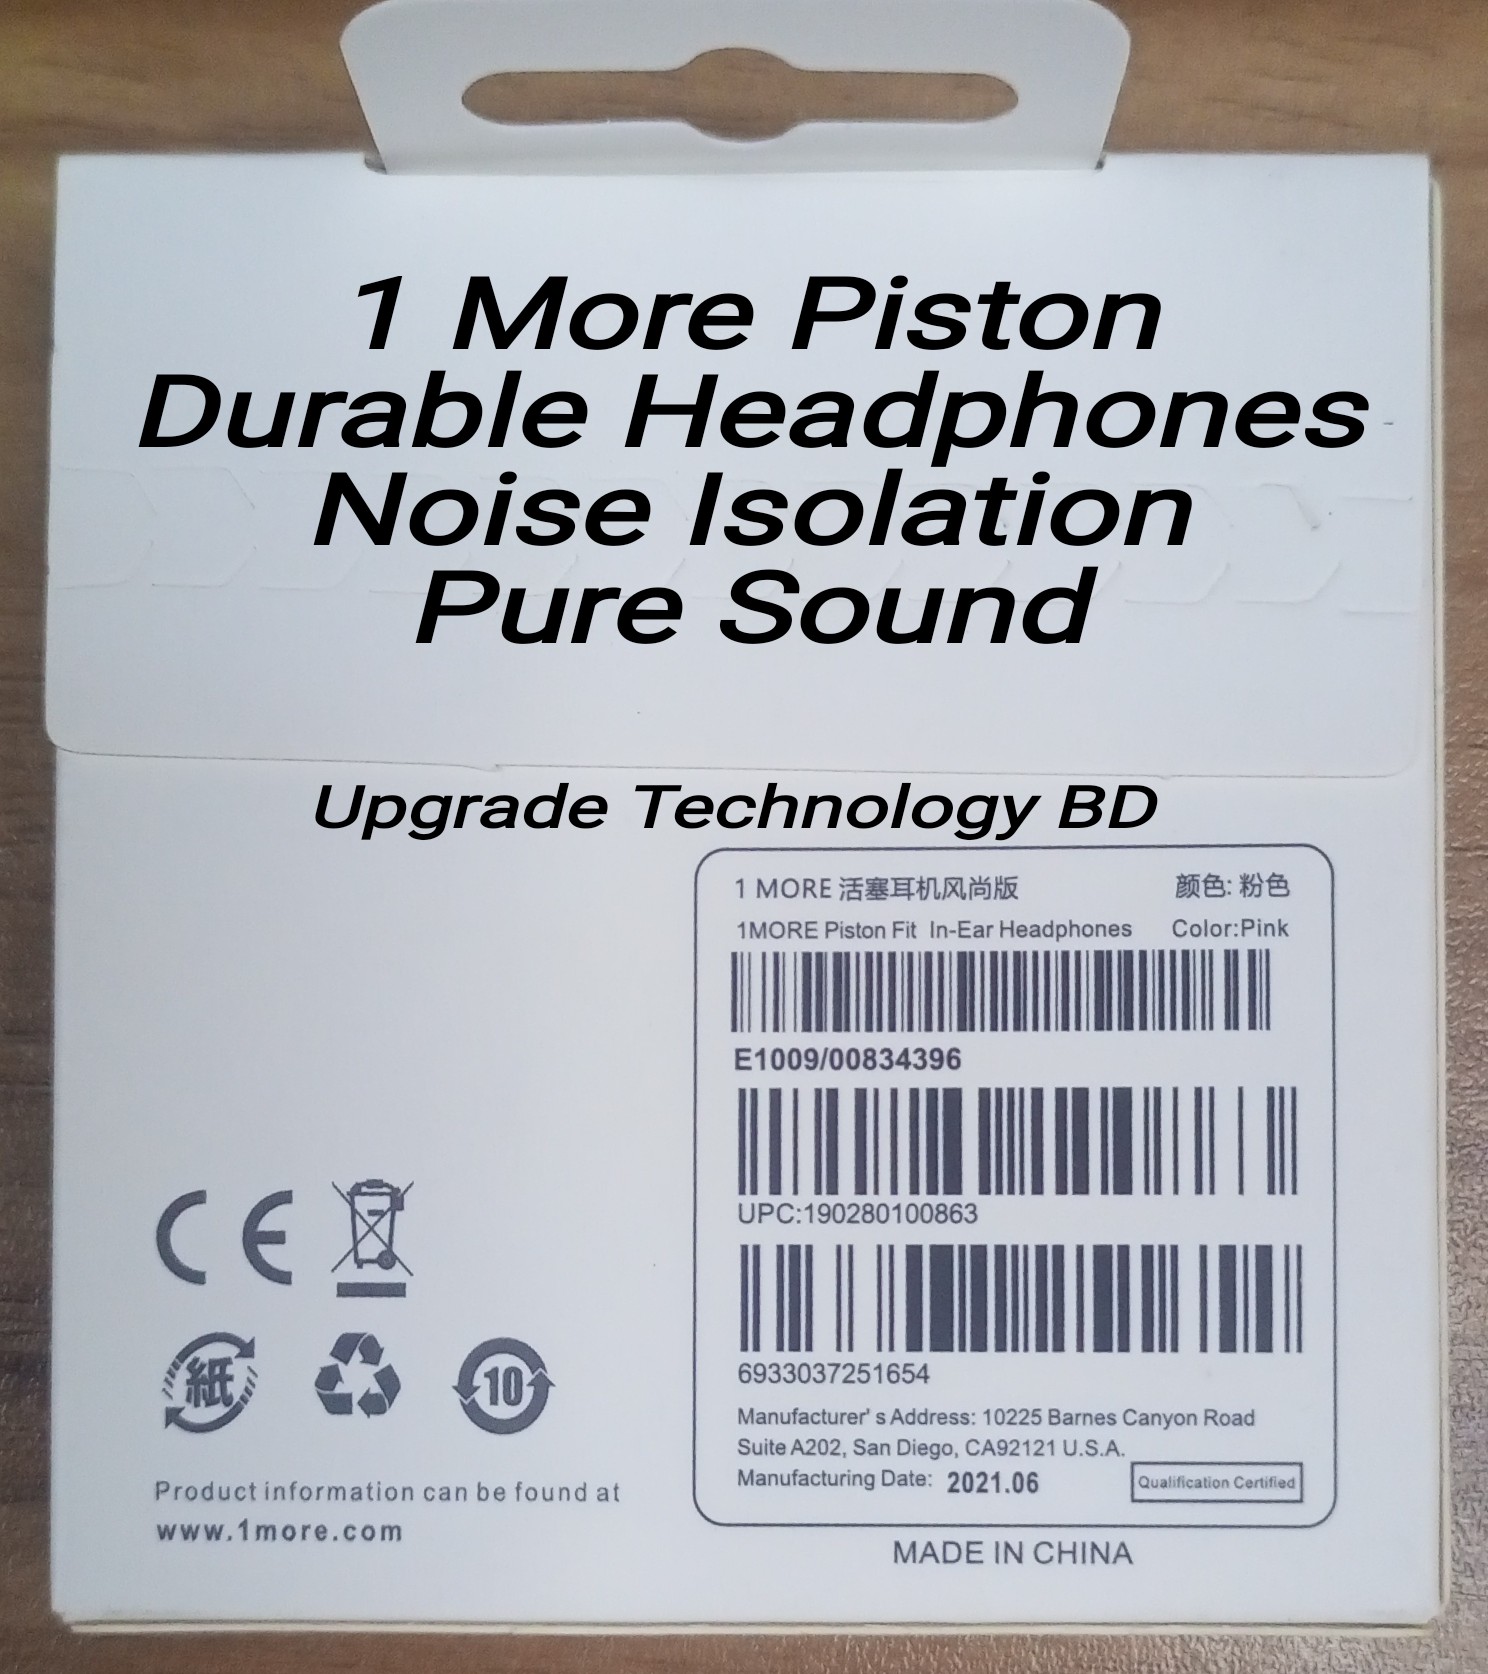 1 More Piston
Durable Headphones
Noise Isolation
Pure Sound
Upgrade Technology BD
1 MORE 活塞耳机风尚版 颜色: 粉色
1MORE Piston Fit In-Ear Headphones Color:Pink
E1009/00834396
UPC:190280100863
6933037251654
Manufacturer's Address: 10225 Barnes Canyon Road
Suite A202, San Diego, CA92121 U.S.A.
Manufacturing Date: 2021.06
Qualification Certified
MADE IN CHINA
CE
紙
10
Product information can be found at
www.1more.com